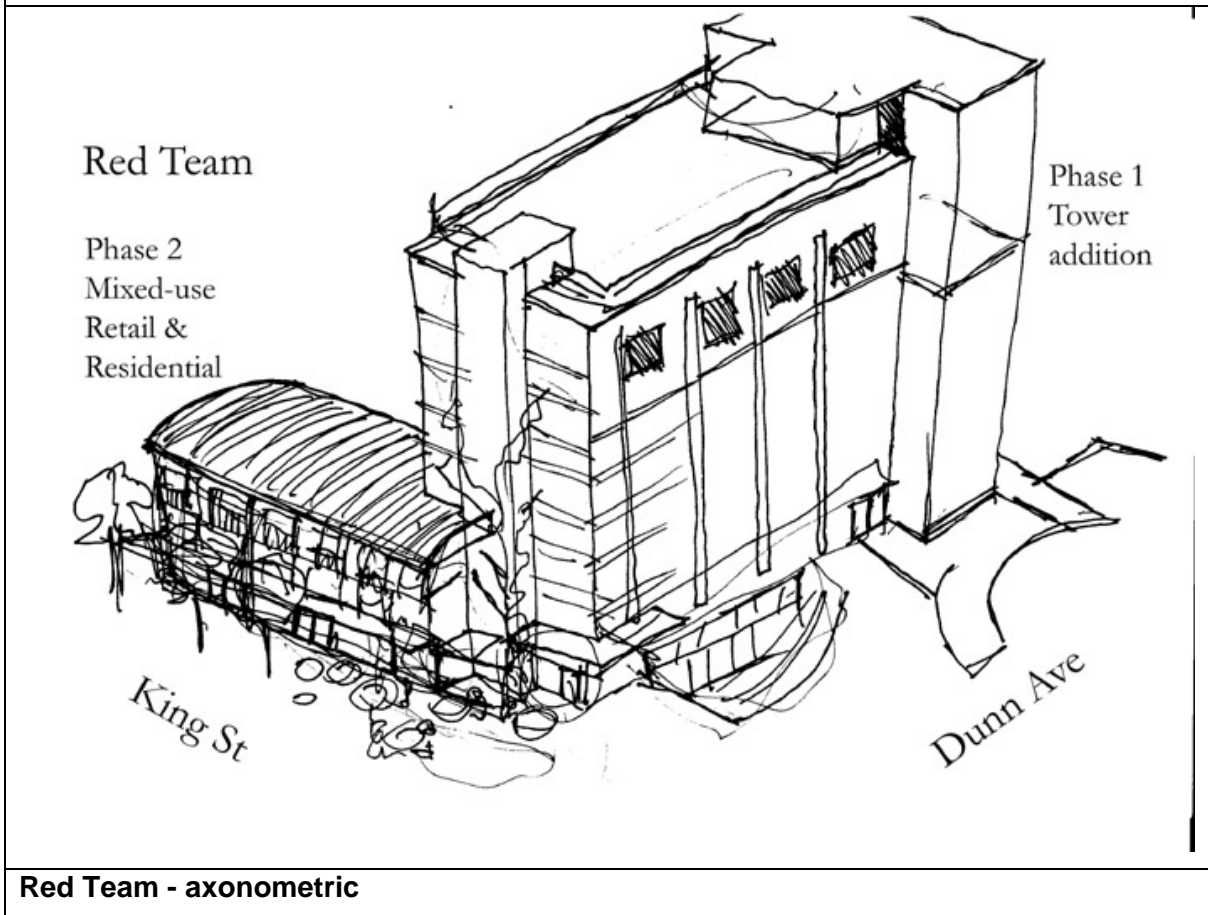 Red Team
Phase 2
Mixed-use
Retail &
Residential
Phase 1
Tower
addition
King St
Dunn Ave
Red Team - axonometric